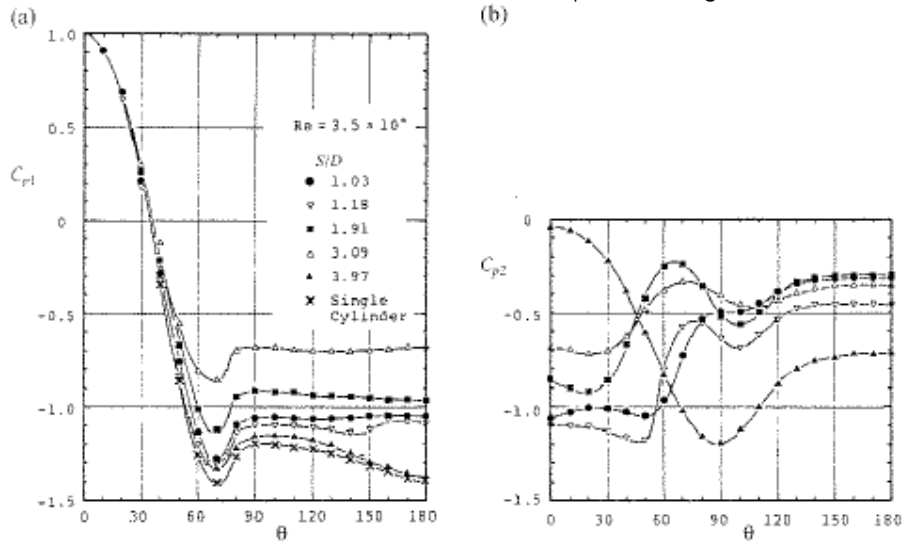 (a)
(b)
1.0
0.5
0
-0.5
-1.0
-1.5
C_p1
Re = 3.5 × 10⁴
S/D
● 1.03
▽ 1.18
■ 1.91
△ 3.09
▲ 3.97
× Single
Cylinder
0 30 60 90 120 150 180
θ
0
-0.5
-1.0
-1.5
C_p2
0 30 60 90 120 150 180
θ